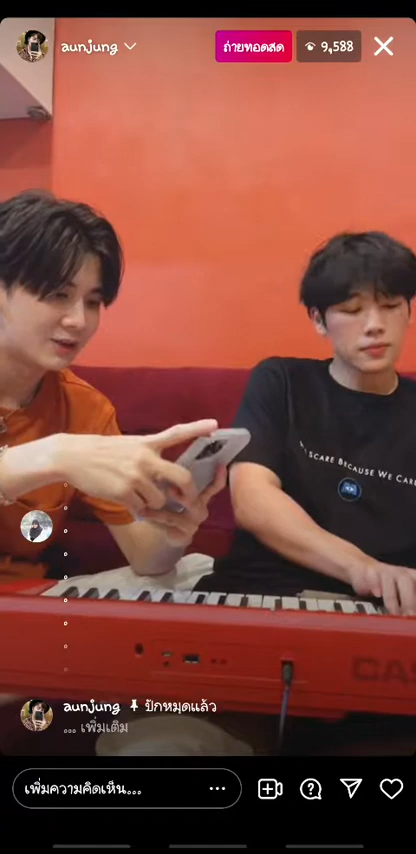 aunjung
ถ่ายทอดสด
9,588
SCARE BECAUSE WE CARE
CAS
aunjung ปักหมุดแล้ว
... เพิ่มเติม
เพิ่มความคิดเห็น...